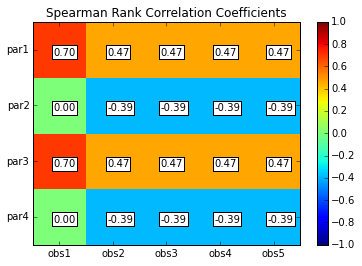 Spearman Rank Correlation Coefficients
par1 0.70 0.47 0.47 0.47 0.47
par2 0.00 -0.39 -0.39 -0.39 -0.39
par3 0.70 0.47 0.47 0.47 0.47
par4 0.00 -0.39 -0.39 -0.39 -0.39
obs1 obs2 obs3 obs4 obs5
1.0
0.8
0.6
0.4
0.2
0.0
−0.2
−0.4
−0.6
−0.8
−1.0